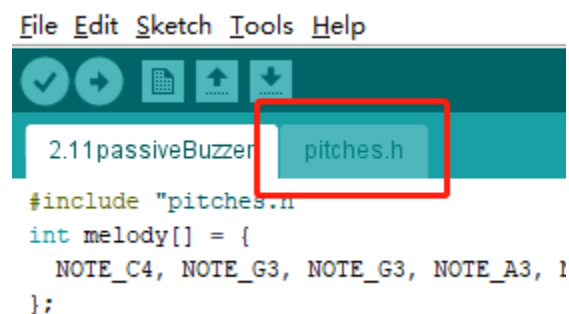 File Edit Sketch Tools Help
2.11passiveBuzzer pitches.h
#include "pitches.h
int melody[] = {
NOTE_C4, NOTE_G3, NOTE_G3, NOTE_A3,
};